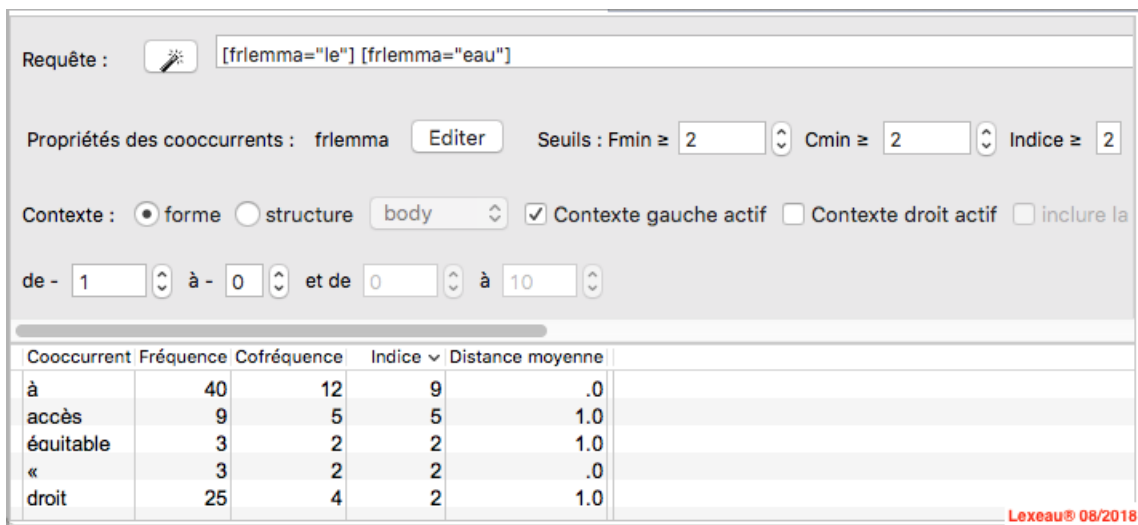 Requête : [frlemma="le"] [frlemma="eau"]
Propriétés des cooccurrents : frlemma Editer Seuils : Fmin ≥ 2 Cmin ≥ 2 Indice ≥ 2
Contexte : forme structure body Contexte gauche actif Contexte droit actif inclure la
de - 1 à - 0 et de 0 à 10
Cooccurrent Fréquence Cofréquence Indice Distance moyenne
à 40 12 9 .0
accès 9 5 5 1.0
équitable 3 2 2 1.0
« 3 2 2 .0
droit 25 4 2 1.0
Lexeau® 08/2018